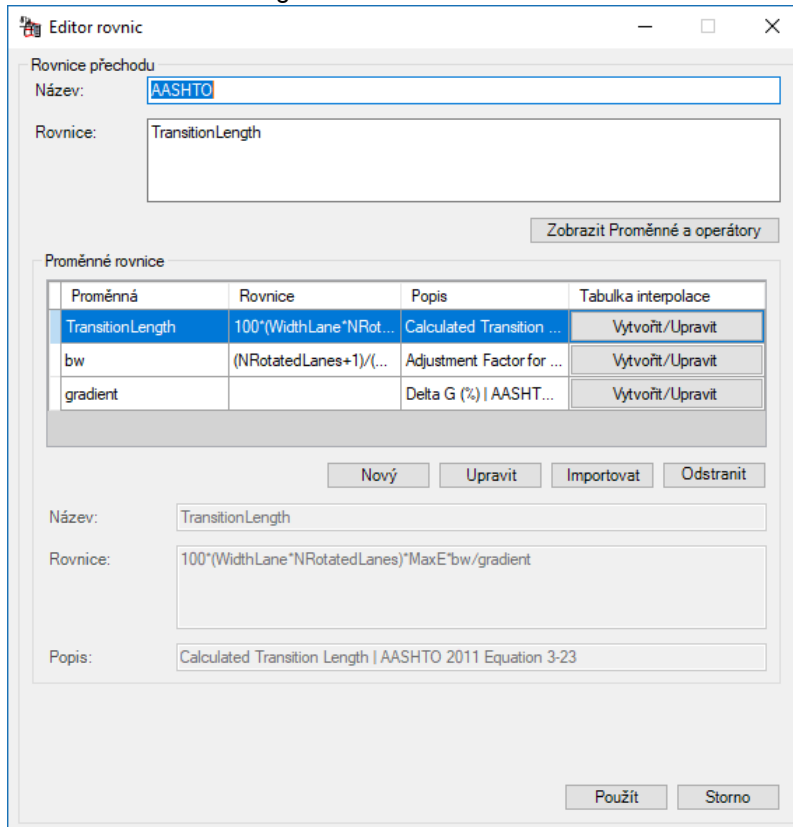 Editor rovnic
Rovnice přechodu
Název: AASHTO
Rovnice: TransitionLength
Zobrazit Proměnné a operátory
Proměnné rovnice
Proměnná Rovnice Popis Tabulka interpolace
TransitionLength 100*(WidthLane*NRot... Calculated Transition ... Vytvořit/Upravit
bw (NRotatedLanes+1)/(... Adjustment Factor for ... Vytvořit/Upravit
gradient Delta G (%) | AASHT... Vytvořit/Upravit
Nový Upravit Importovat Odstranit
Název: TransitionLength
Rovnice: 100*(WidthLane*NRotatedLanes)*MaxE*bw/gradient
Popis: Calculated Transition Length | AASHTO 2011 Equation 3-23
Použít Storno